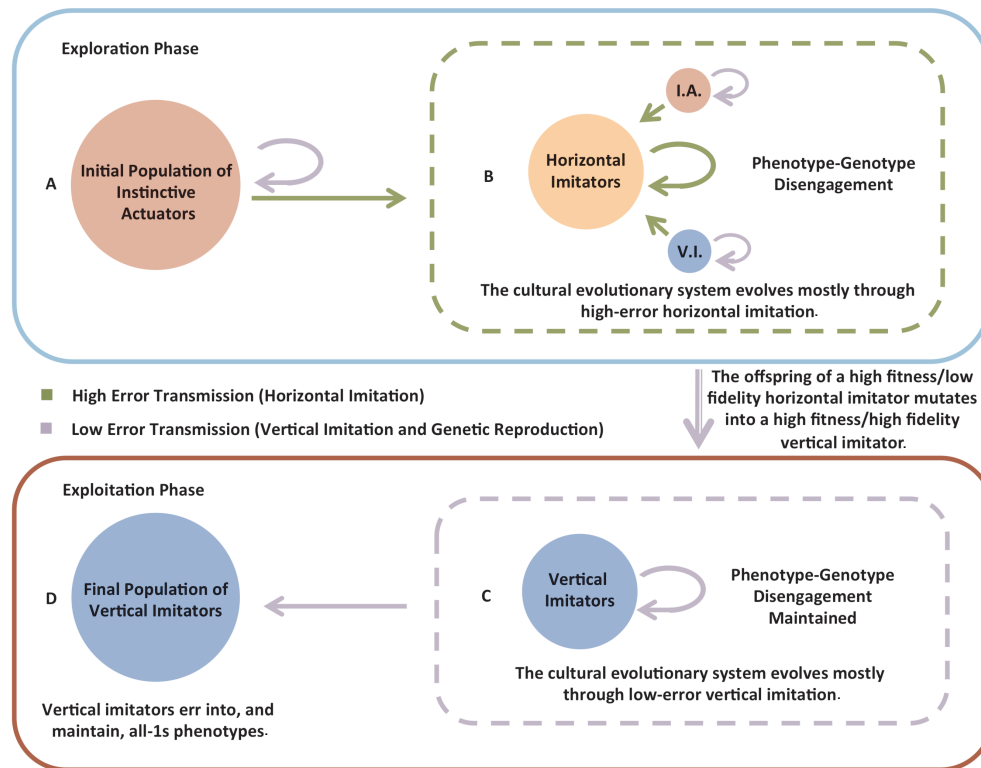 Exploration Phase
A
Initial Population of
Instinctive
Actuators
B
I.A.
Horizontal
Imitators
V.I.
Phenotype-Genotype
Disengagement
The cultural evolutionary system evolves mostly through
high-error horizontal imitation.
High Error Transmission (Horizontal Imitation)
Low Error Transmission (Vertical Imitation and Genetic Reproduction)
The offspring of a high fitness/low
fidelity horizontal imitator mutates
into a high fitness/high fidelity
vertical imitator.
Exploitation Phase
D
Final Population of
Vertical Imitators
Vertical imitators err into, and
maintain, all-1s phenotypes.
C
Vertical
Imitators
Phenotype-Genotype
Disengagement
Maintained
The cultural evolutionary system evolves mostly
through low-error vertical imitation.